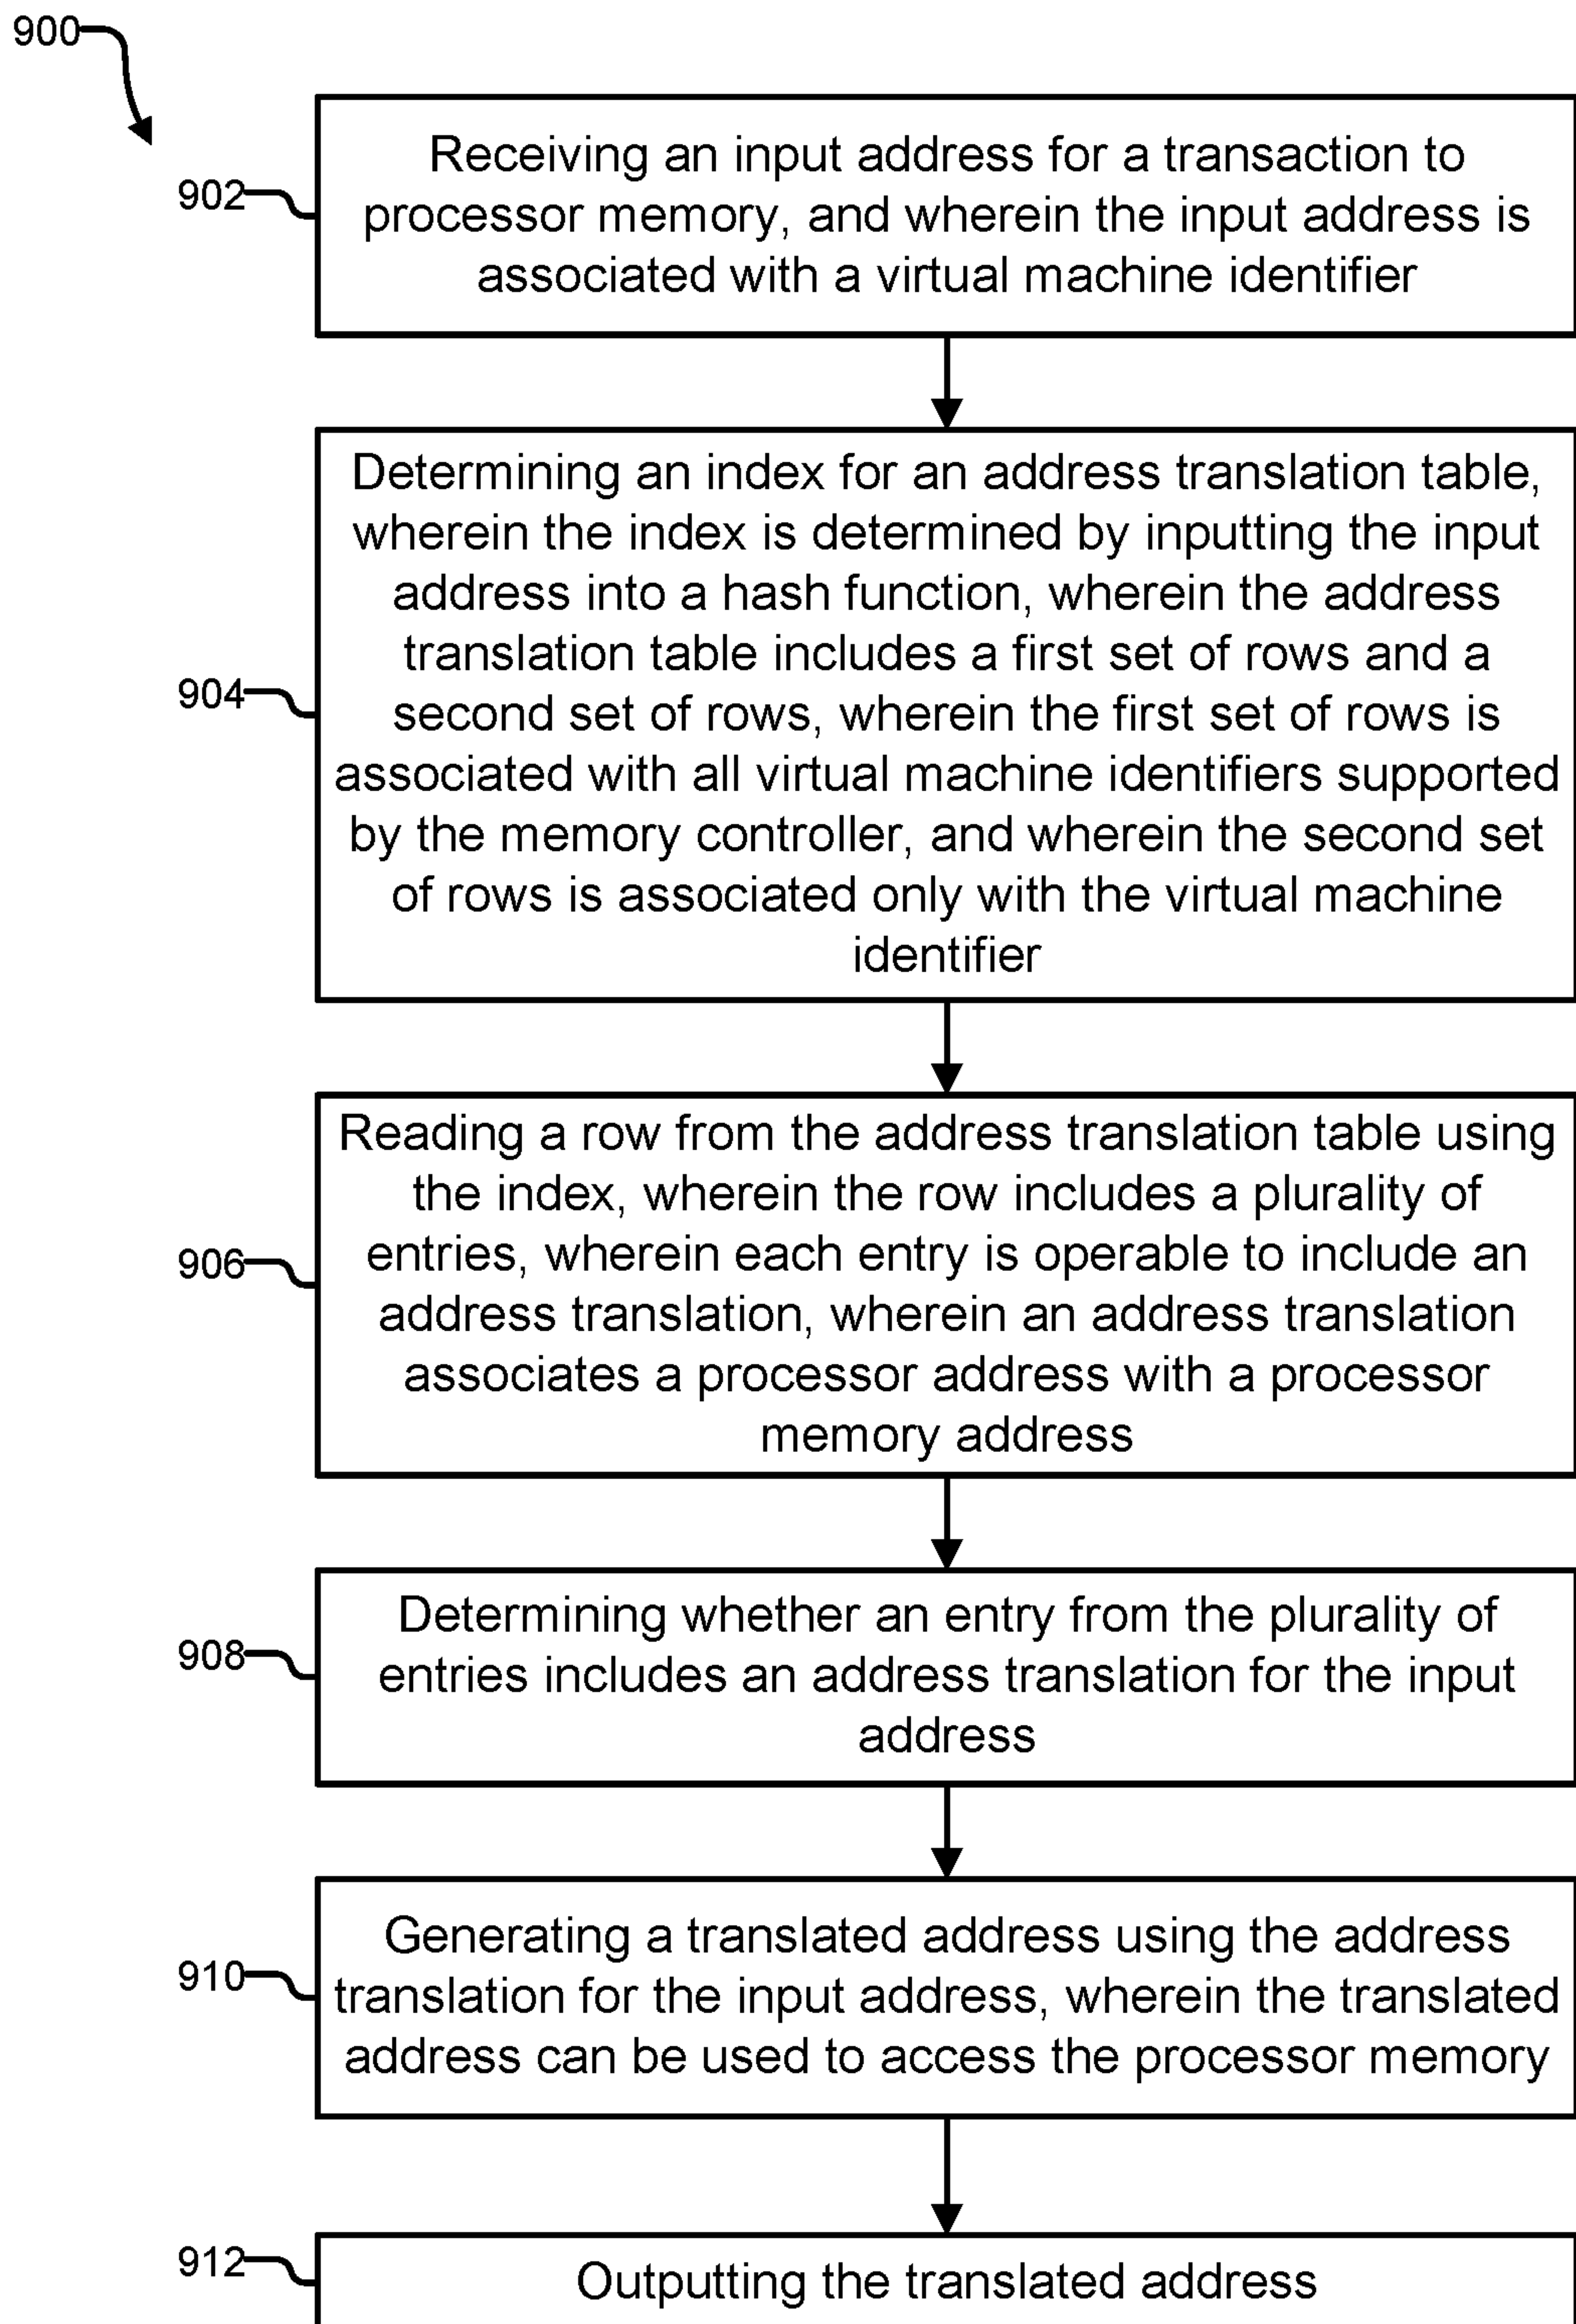 900
902
Receiving an input address for a transaction to
processor memory, and wherein the input address is
associated with a virtual machine identifier
904
Determining an index for an address translation table,
wherein the index is determined by inputting the input
address into a hash function, wherein the address
translation table includes a first set of rows and a
second set of rows, wherein the first set of rows is
associated with all virtual machine identifiers supported
by the memory controller, and wherein the second set
of rows is associated only with the virtual machine
identifier
906
Reading a row from the address translation table using
the index, wherein the row includes a plurality of
entries, wherein each entry is operable to include an
address translation, wherein an address translation
associates a processor address with a processor
memory address
908
Determining whether an entry from the plurality of
entries includes an address translation for the input
address
910
Generating a translated address using the address
translation for the input address, wherein the translated
address can be used to access the processor memory
912
Outputting the translated address